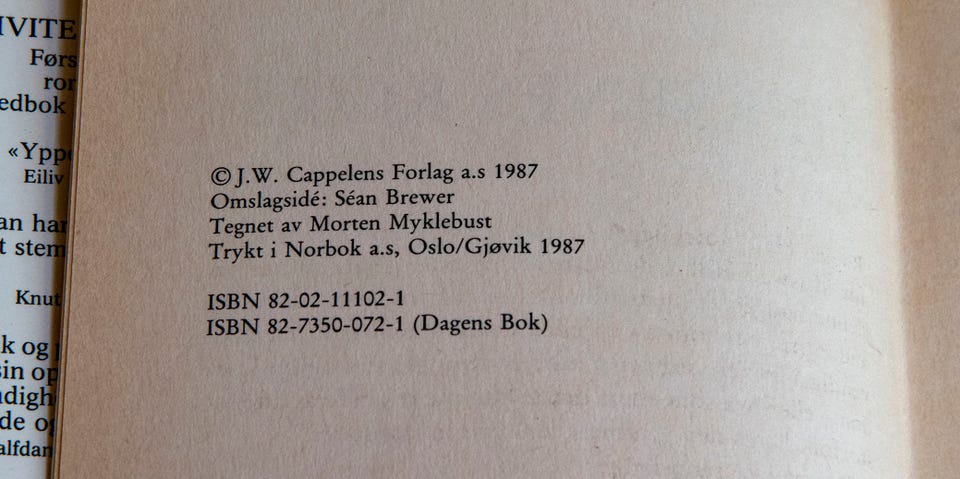 IVITE
Førs
ror
edbok
«Ypp
Eiliv
an har
t stem
Knut
k og
sin op
ndigh
de og
alfdan
© J.W. Cappelens Forlag a.s 1987
Omslagsidé: Séan Brewer
Tegnet av Morten Myklebust
Trykt i Norbok a.s, Oslo/Gjøvik 1987
ISBN 82-02-11102-1
ISBN 82-7350-072-1 (Dagens Bok)